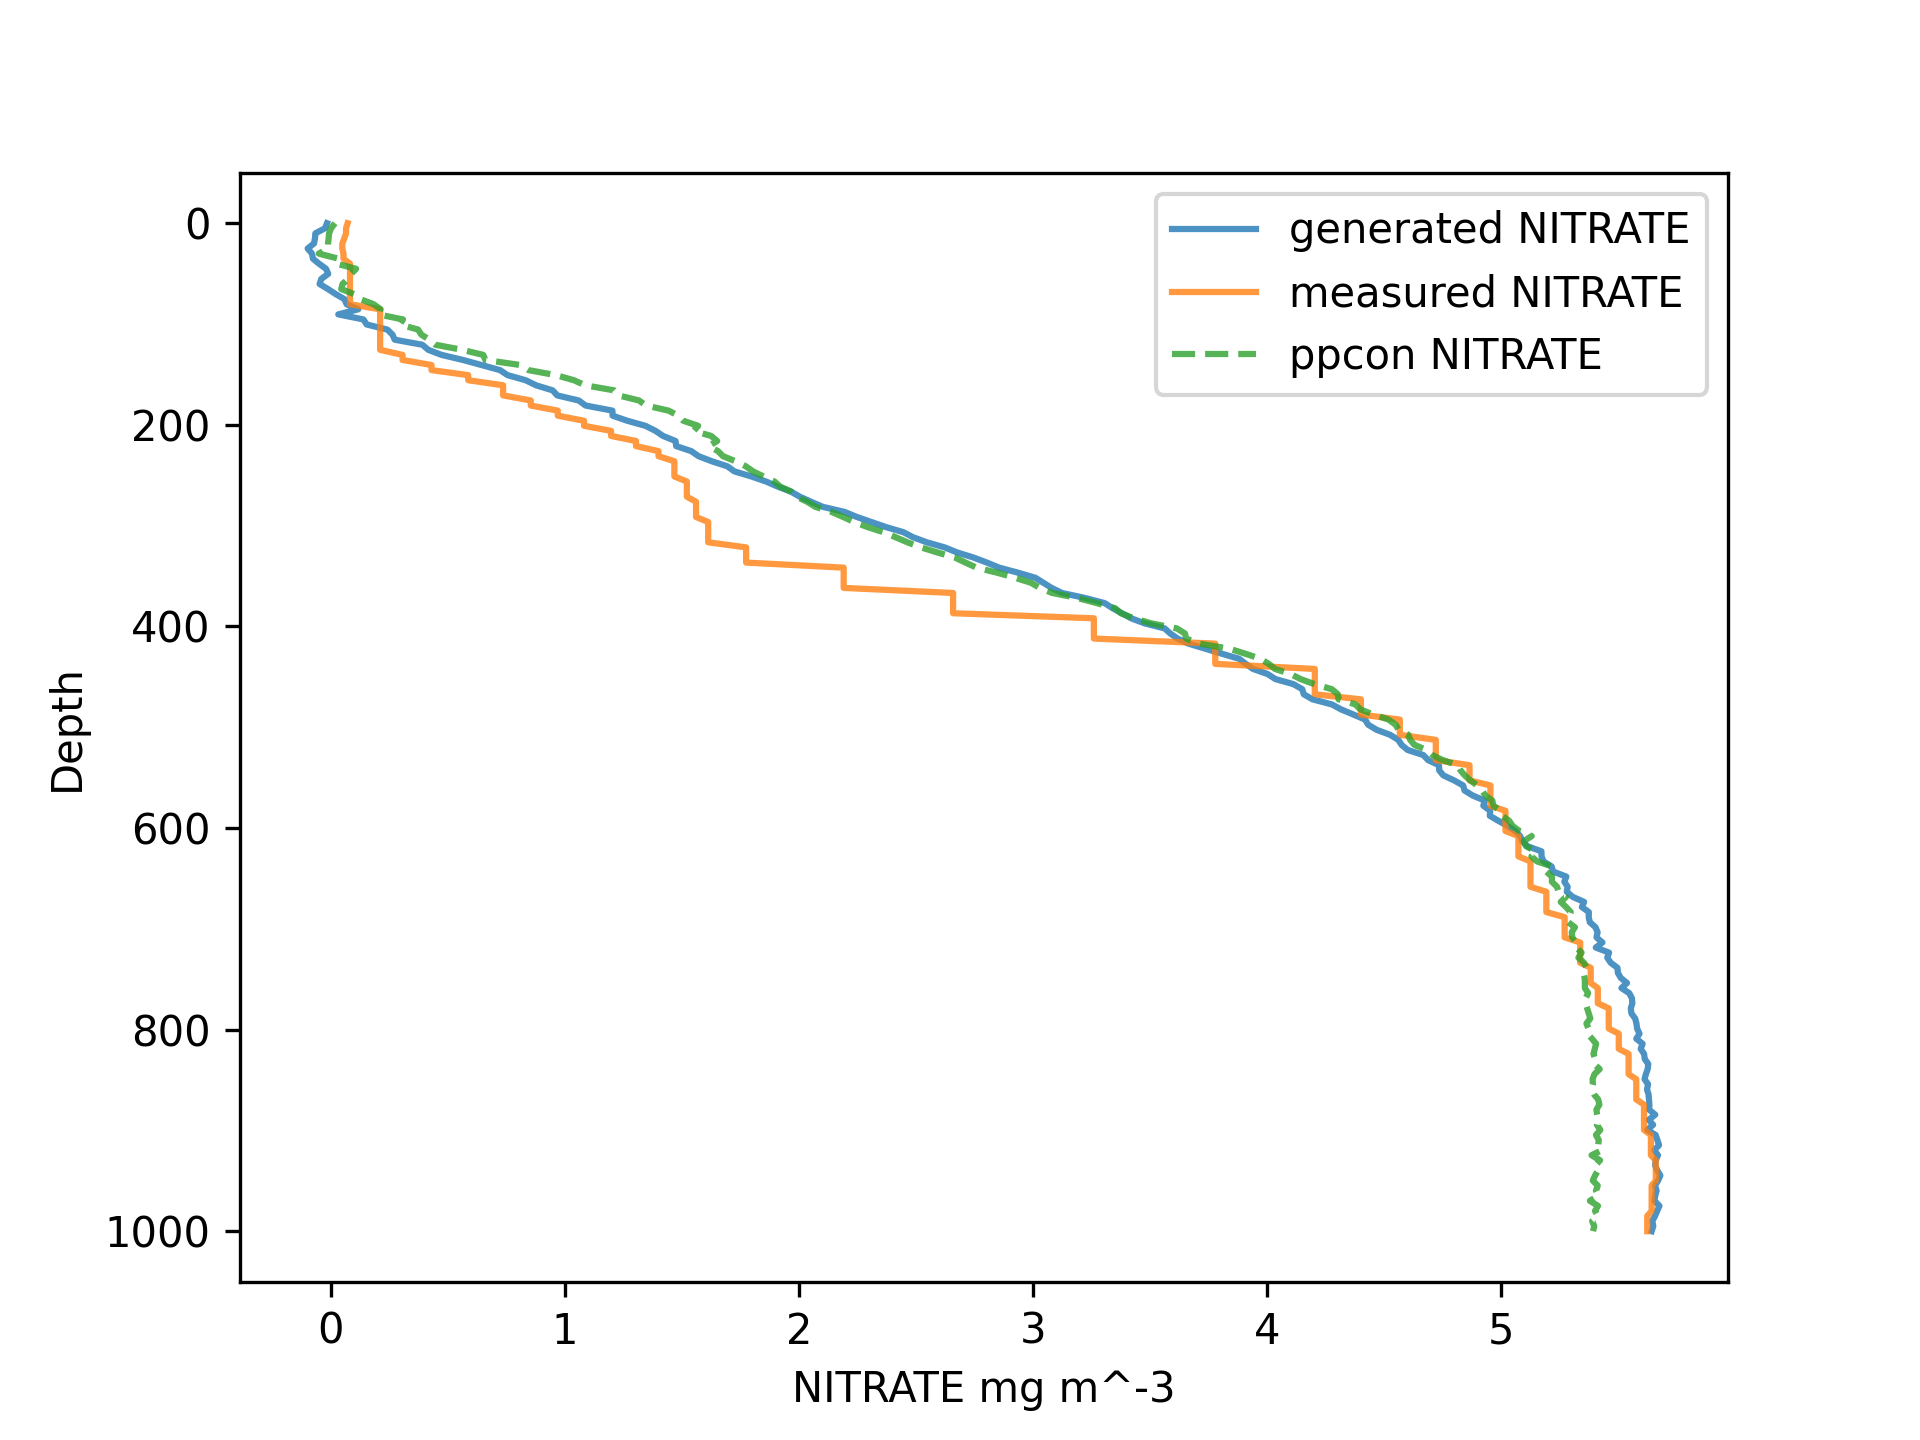 generated NITRATE
measured NITRATE
ppcon NITRATE
0
200
400
600
800
1000
Depth
0 1 2 3 4 5
NITRATE mg m^-3